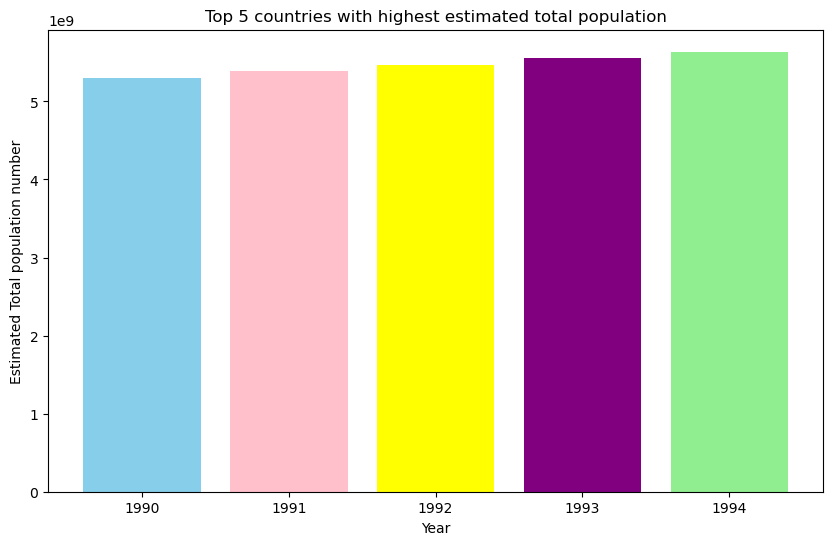 Top 5 countries with highest estimated total population
1e9
Estimated Total population number
5
4
3
2
1
0
1990 1991 1992 1993 1994
Year